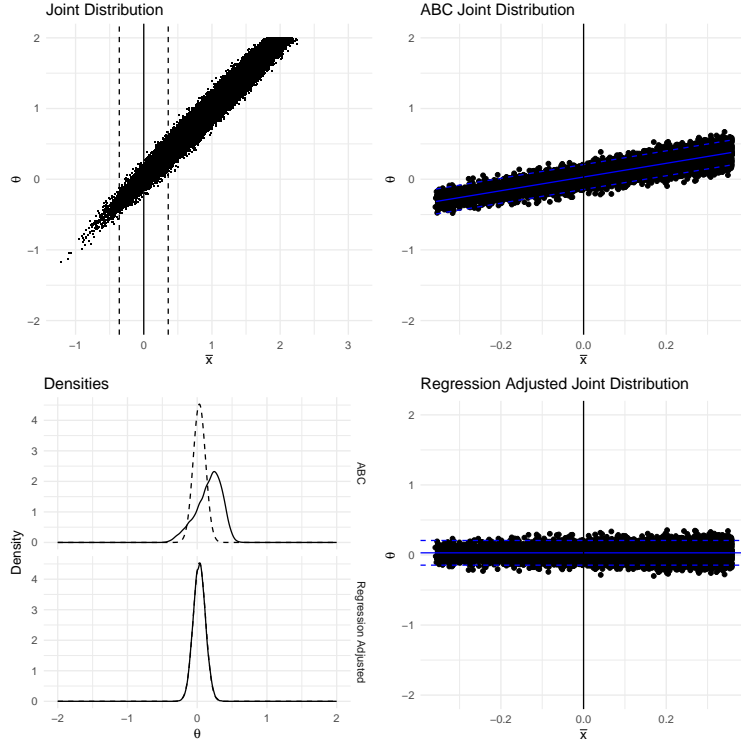 Joint Distribution
2
1
0
−1
−2
θ
−1 0 1 2 3
x̅
ABC Joint Distribution
2
1
0
−1
−2
θ
−0.2 0.0 0.2
x̅
Densities
4
3
2
1
0
ABC
4
3
2
1
0
Regression Adjusted
Density
−2 −1 0 1 2
θ
Regression Adjusted Joint Distribution
2
1
0
−1
−2
θ
−0.2 0.0 0.2
x̅